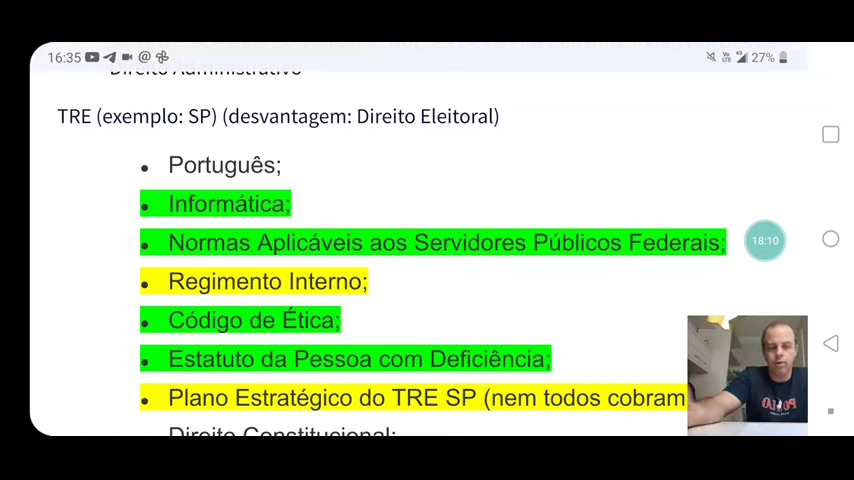 16:35 27%
Direito Administrativo
TRE (exemplo: SP) (desvantagem: Direito Eleitoral)
Português;
Informática;
Normas Aplicáveis aos Servidores Públicos Federais;
18:10
Regimento Interno;
Código de Ética;
Estatuto da Pessoa com Deficiência;
Plano Estratégico do TRE SP (nem todos cobram
Direito Constitucional;